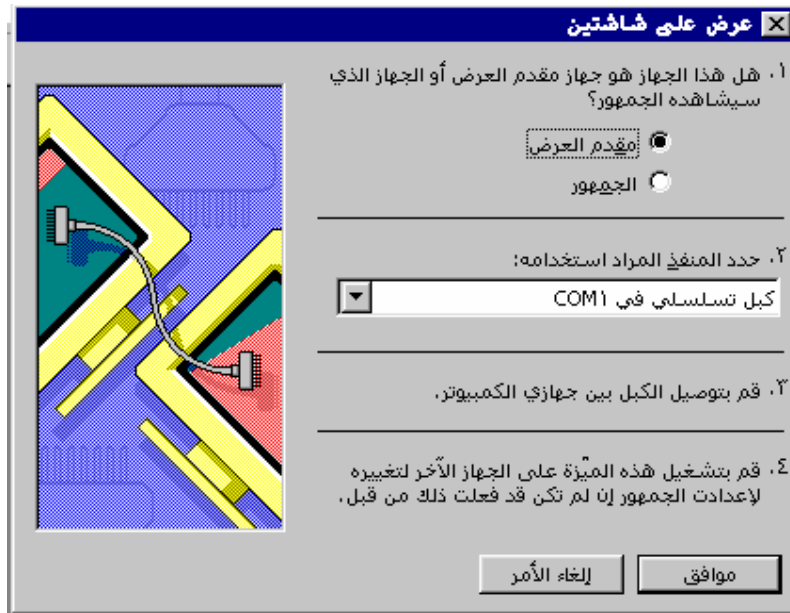 عرض على شاشتين
١. هل هذا الجهاز هو جهاز مقدم العرض أو الجهاز الذي
سيشاهده الجمهور؟
مقدم العرض
الجمهور
٢. حدد المنفذ المراد استخدامه:
كبل تسلسلي في COM١
٣. قم بتوصيل الكبل بين جهازي الكمبيوتر.
٤. قم بتشغيل هذه الميّزة على الجهاز الآخر لتغييره
لإعدادت الجمهور إن لم تكن قد فعلت ذلك من قبل.
موافق
إلغاء الأمر